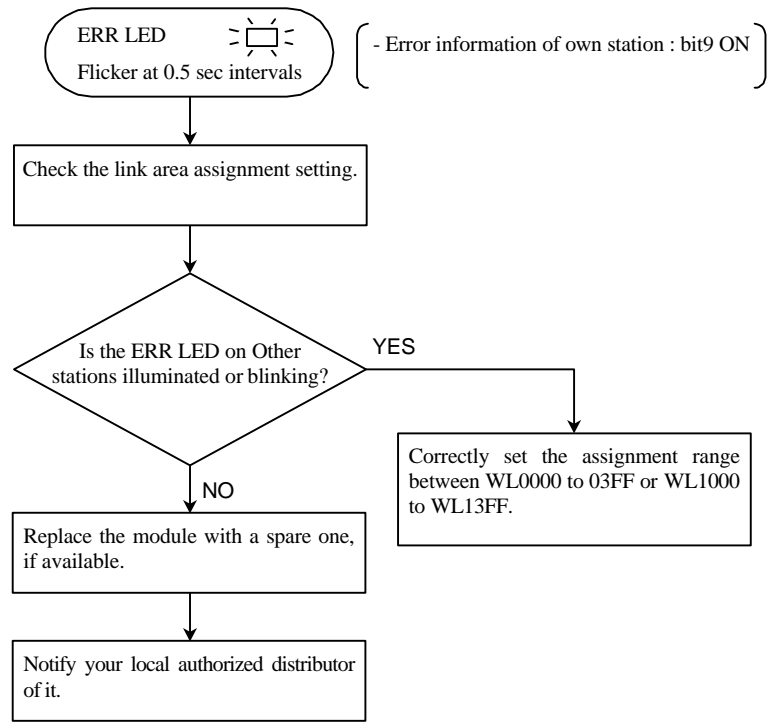 ERR LED
Flicker at 0.5 sec intervals
- Error information of own station : bit9 ON
Check the link area assignment setting.
Is the ERR LED on Other
stations illuminated or blinking?
YES
Correctly set the assignment range
between WL0000 to 03FF or WL1000
to WL13FF.
NO
Replace the module with a spare one,
if available.
Notify your local authorized distributor
of it.